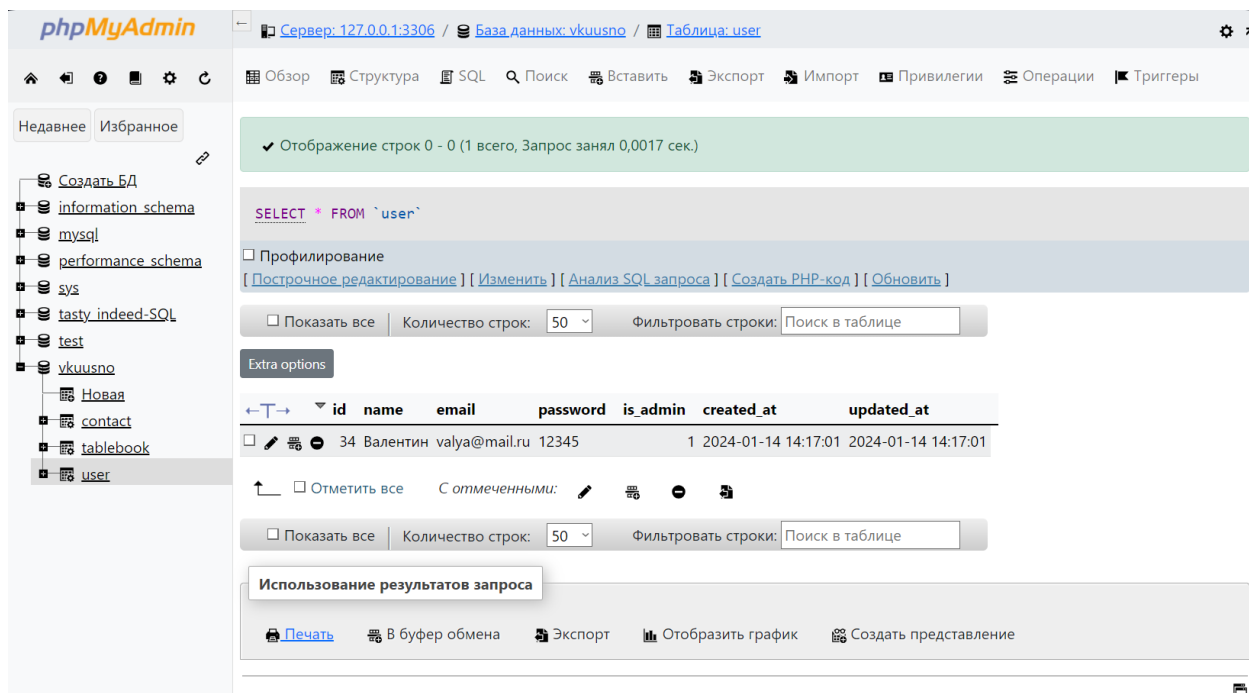 phpMyAdmin
Недавнее Избранное
Создать БД
information_schema
mysql
performance_schema
sys
tasty_indeed-SQL
test
vkuusno
Новая
contact
tablebook
user
Сервер: 127.0.0.1:3306 / База данных: vkuusno / Таблица: user
Обзор Структура SQL Поиск Вставить Экспорт Импорт Привилегии Операции Триггеры
Отображение строк 0 - 0 (1 всего, Запрос занял 0,0017 сек.)
SELECT * FROM `user`
Профилирование
[ Построчное редактирование ] [ Изменить ] [ Анализ SQL запроса ] [ Создать PHP-код ] [ Обновить ]
Показать все | Количество строк: 50 Фильтровать строки: Поиск в таблице
Extra options
←T→ id name email password is_admin created_at updated_at
34 Валентин valya@mail.ru 12345 1 2024-01-14 14:17:01 2024-01-14 14:17:01
Отметить все С отмеченными:
Показать все | Количество строк: 50 Фильтровать строки: Поиск в таблице
Использование результатов запроса
Печать В буфер обмена Экспорт Отобразить график Создать представление